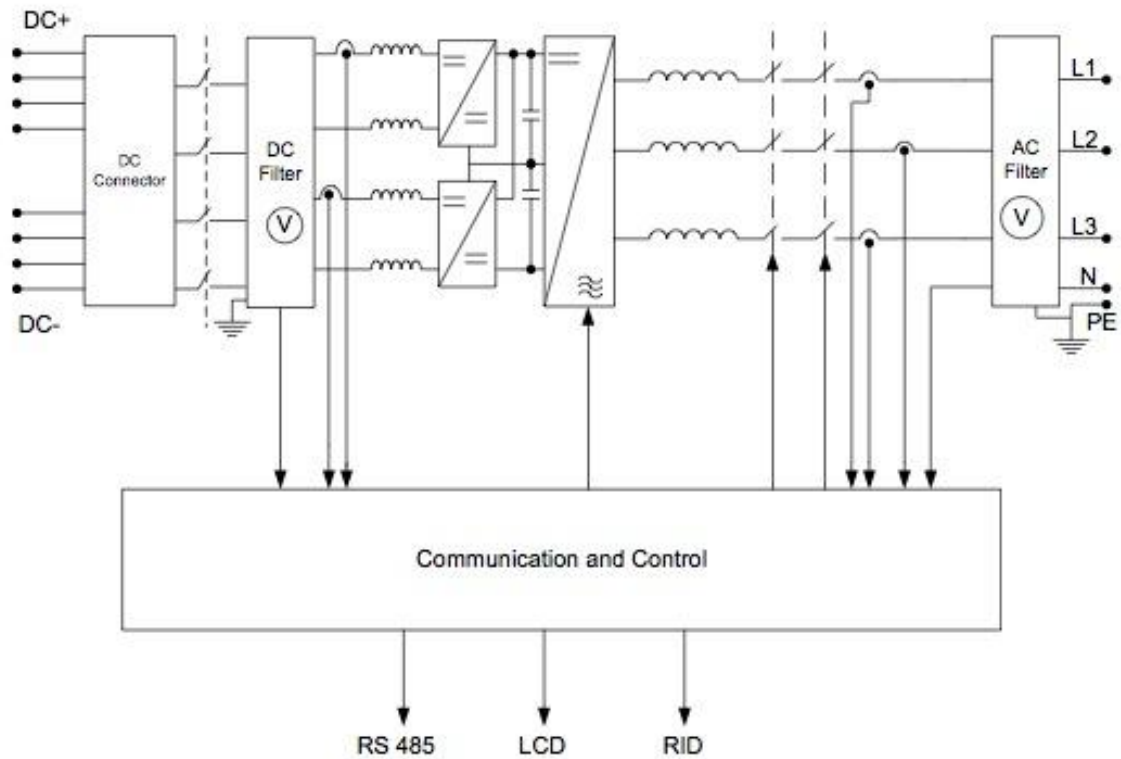 DC+
DC
Connector
DC-
DC
Filter
V
AC
Filter
V
L1
L2
L3
N
PE
Communication and Control
RS 485
LCD
RID